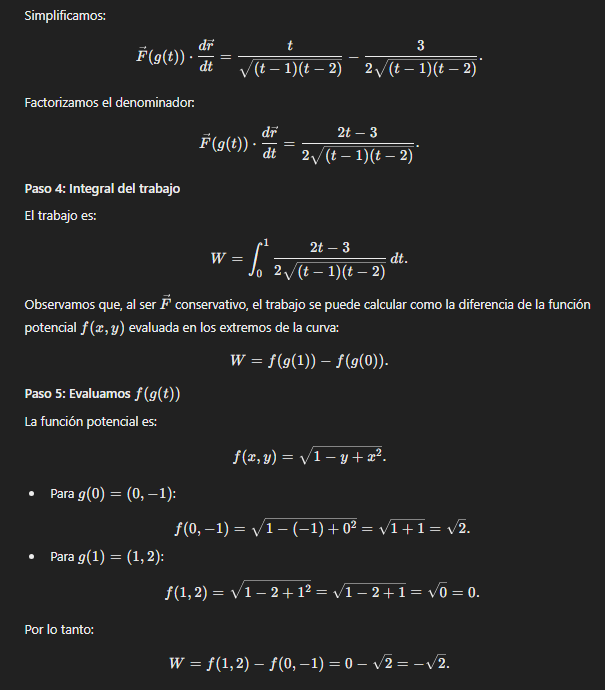 Simplificamos:
$\vec{F}(g(t)) \cdot \frac{d\vec{r}}{dt} = \frac{t}{\sqrt{(t-1)(t-2)}} - \frac{3}{2\sqrt{(t-1)(t-2)}}.$
Factorizamos el denominador:
$\vec{F}(g(t)) \cdot \frac{d\vec{r}}{dt} = \frac{2t-3}{2\sqrt{(t-1)(t-2)}}.$
Paso 4: Integral del trabajo
El trabajo es:
$W = \int_0^1 \frac{2t-3}{2\sqrt{(t-1)(t-2)}} \, dt.$
Observamos que, al ser $\vec{F}$ conservativo, el trabajo se puede calcular como la diferencia de la función
potencial $f(x, y)$ evaluada en los extremos de la curva:
$W = f(g(1)) - f(g(0)).$
Paso 5: Evaluamos $f(g(t))$
La función potencial es:
$f(x, y) = \sqrt{1 - y + x^2}.$
• Para $g(0) = (0, -1)$:
$f(0, -1) = \sqrt{1 - (-1) + 0^2} = \sqrt{1 + 1} = \sqrt{2}.$
• Para $g(1) = (1, 2)$:
$f(1, 2) = \sqrt{1 - 2 + 1^2} = \sqrt{1 - 2 + 1} = \sqrt{0} = 0.$
Por lo tanto:
$W = f(1, 2) - f(0, -1) = 0 - \sqrt{2} = -\sqrt{2}.$